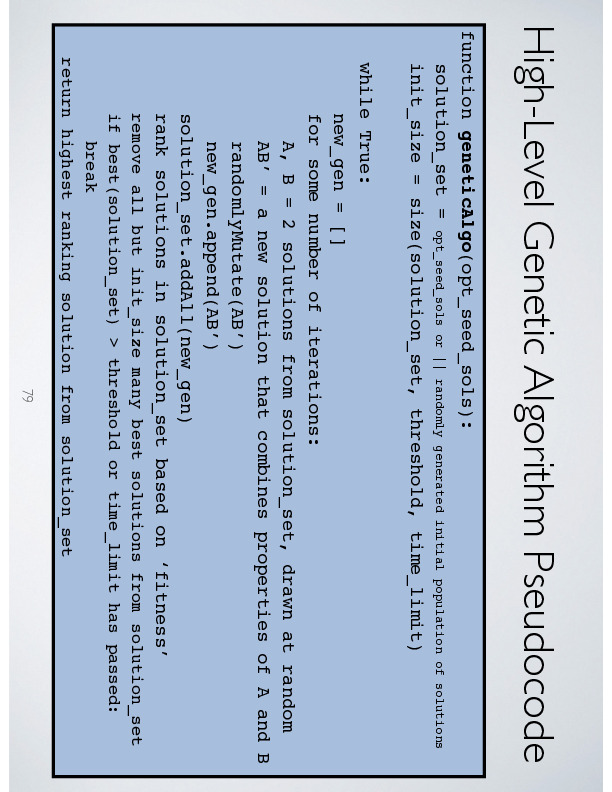 High-Level Genetic Algorithm Pseudocode
function geneticAlgo(opt_seed_sols):
solution_set = opt_seed_sols or || randomly generated initial population of solutions
init_size = size(solution_set, threshold, time_limit)
while True:
new_gen = []
for some number of iterations:
A, B = 2 solutions from solution_set, drawn at random
AB’ = a new solution that combines properties of A and B
randomlyMutate(AB’)
new_gen.append(AB’)
solution_set.addAll(new_gen)
rank solutions in solution_set based on ‘fitness’
remove all but init_size many best solutions from solution_set
if best(solution_set) > threshold or time_limit has passed:
break
return highest ranking solution from solution_set
79